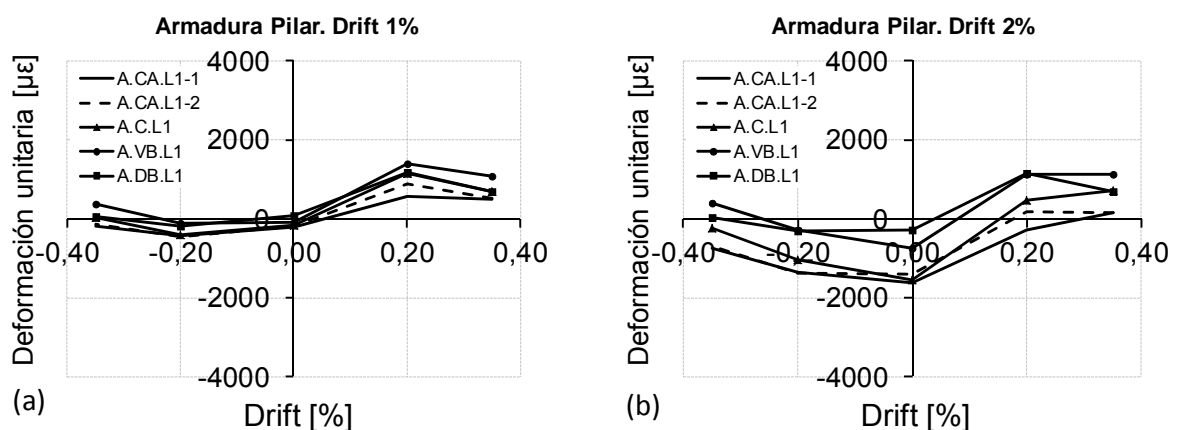 Armadura Pilar. Drift 1%
Deformación unitaria [µε]
4000
2000
0
-2000
-4000
A.CA.L1-1
A.CA.L1-2
A.C.L1
A.VB.L1
A.DB.L1
-0,40 -0,20 0,00 0,20 0,40
Drift [%]
(a)
Armadura Pilar. Drift 2%
Deformación unitaria [µε]
4000
2000
0
-2000
-4000
A.CA.L1-1
A.CA.L1-2
A.C.L1
A.VB.L1
A.DB.L1
-0,40 -0,20 0,00 0,20 0,40
Drift [%]
(b)